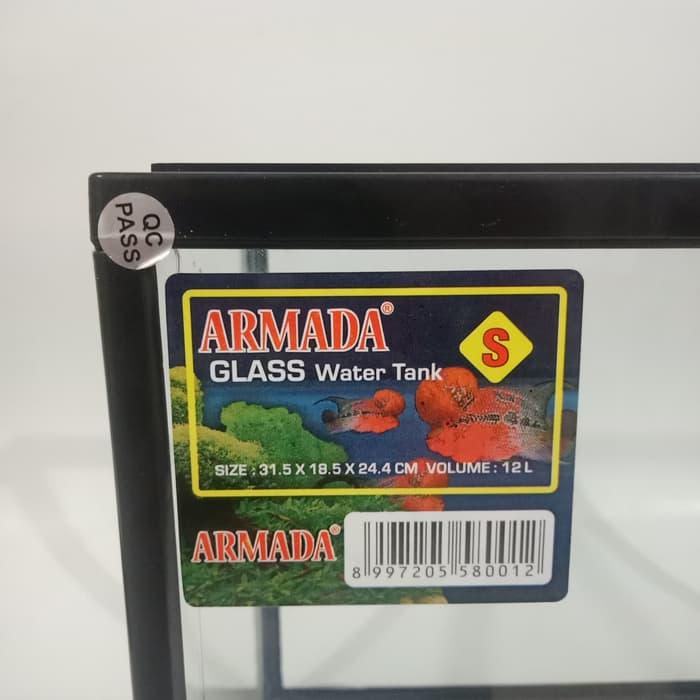 QC
PASS
ARMADA®
S
GLASS Water Tank
SIZE : 31.5 X 18.5 X 24.4 CM VOLUME : 12 L
ARMADA®
8 997205 580012